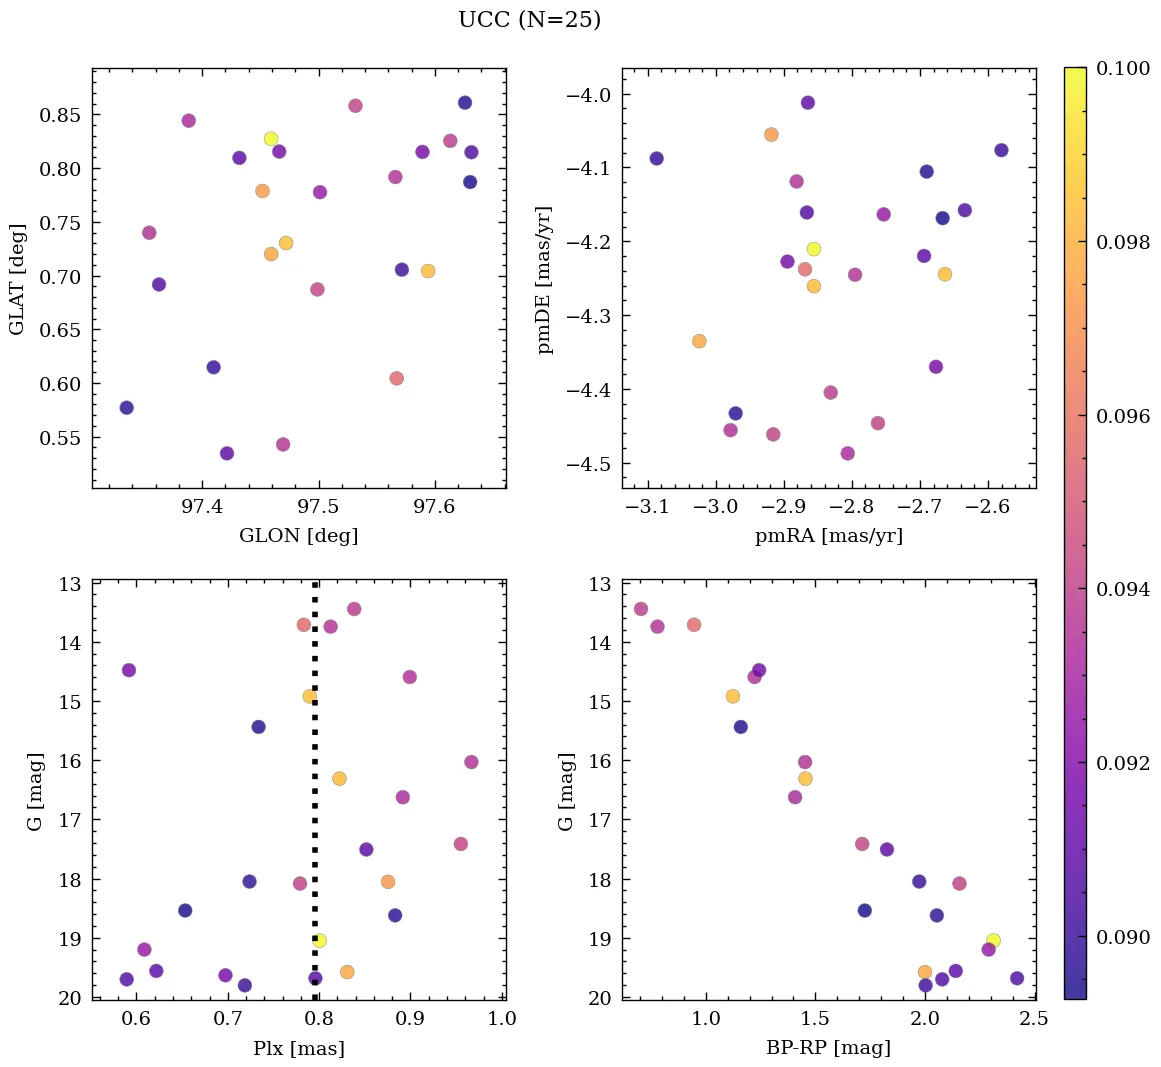 UCC (N=25)
0.85
0.80
0.75
0.70
0.65
0.60
0.55
GLAT [deg]
97.4 97.5 97.6
GLON [deg]
−4.0
−4.1
−4.2
−4.3
−4.4
−4.5
pmDE [mas/yr]
−3.1 −3.0 −2.9 −2.8 −2.7 −2.6
pmRA [mas/yr]
13
14
15
16
17
18
19
20
G [mag]
0.6 0.7 0.8 0.9 1.0
Plx [mas]
13
14
15
16
17
18
19
20
G [mag]
1.0 1.5 2.0 2.5
BP-RP [mag]
0.100
0.098
0.096
0.094
0.092
0.090